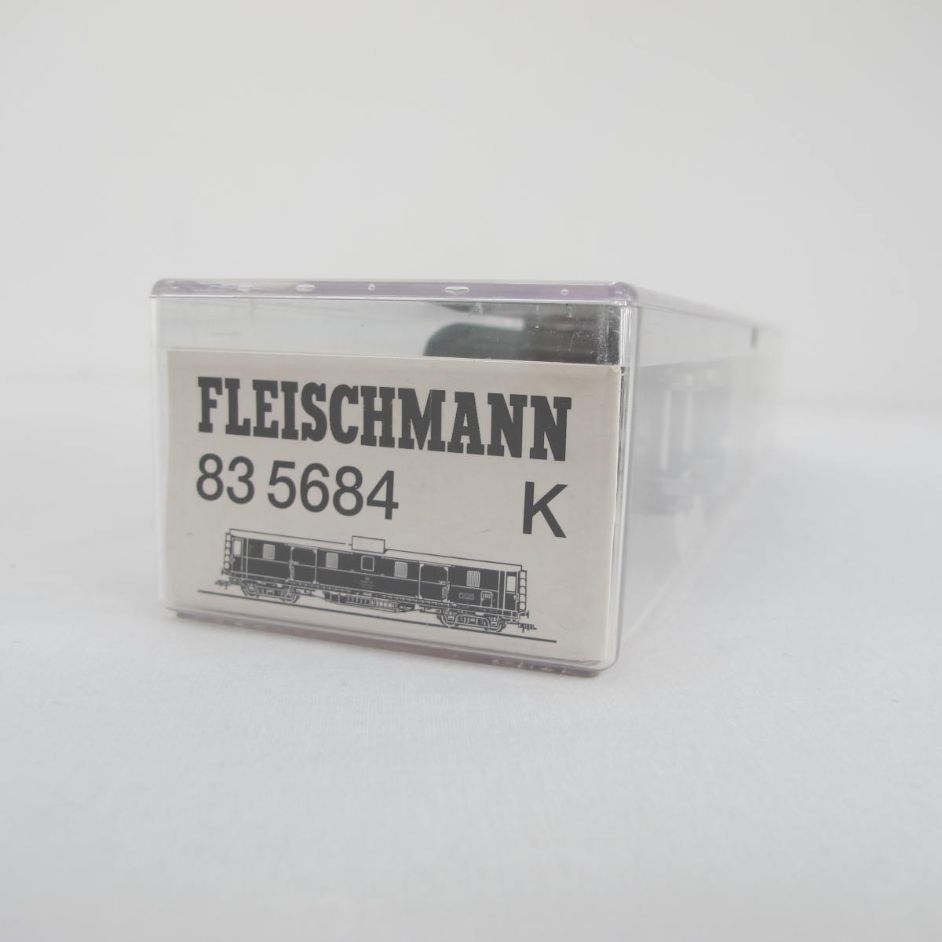 FLEISCHMANN
83 5684 K